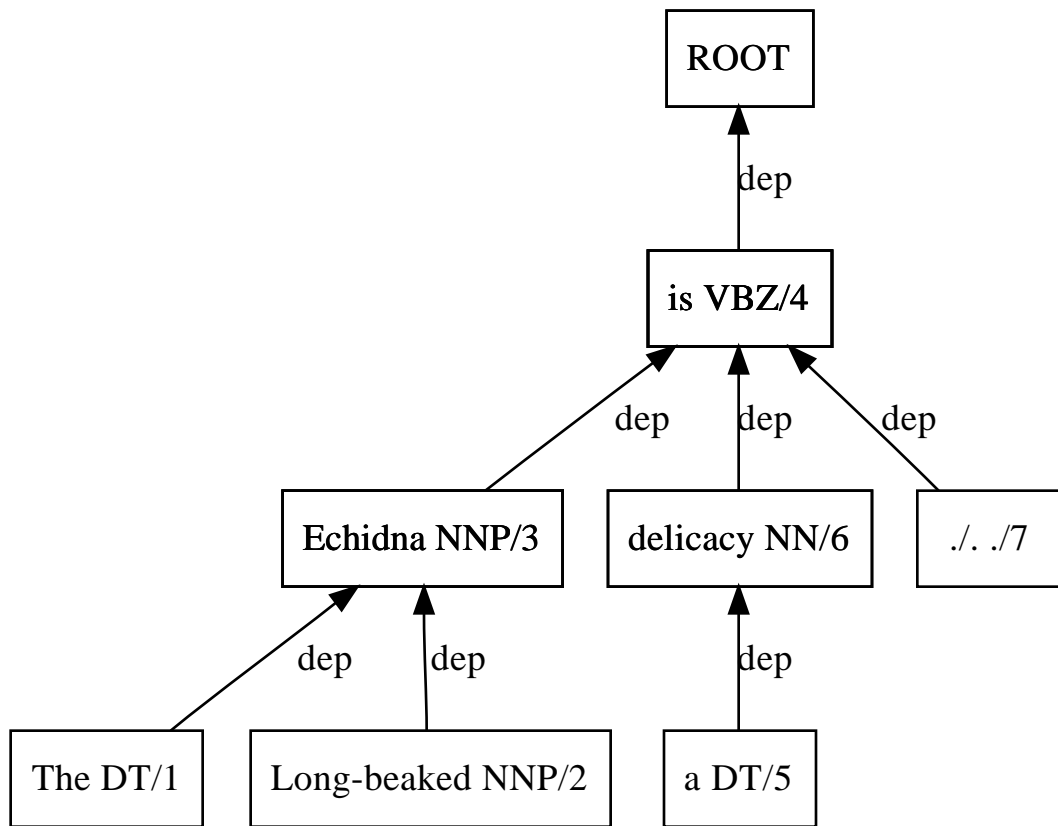 ROOT
dep
is VBZ/4
dep dep dep
Echidna NNP/3 delicacy NN/6 ./. ./7
dep dep dep
The DT/1 Long-beaked NNP/2 a DT/5